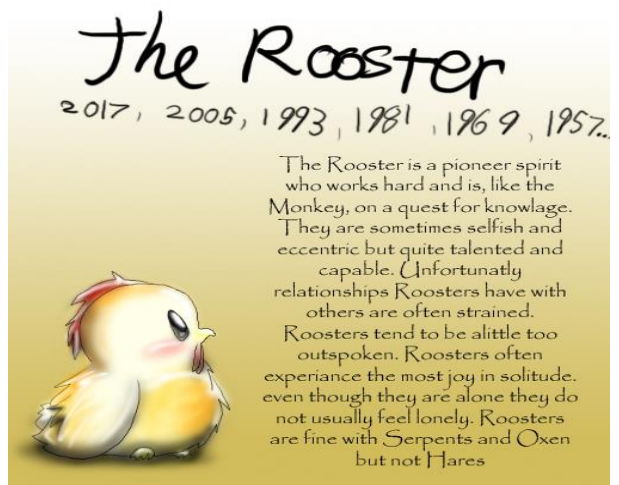 The Rooster
2017, 2005, 1993, 1981, 1969, 1957...
The Rooster is a pioneer spirit
who works hard and is, like the
Monkey, on a quest for knowlage.
They are sometimes selfish and
eccentric but quite talented and
capable. Unfortunatly
relationships Roosters have with
others are often strained.
Roosters tend to be alittle too
outspoken. Roosters often
experiance the most joy in solitude.
even though they are alone they do
not usually feel lonely. Roosters
are fine with Serpents and Oxen
but not Hares